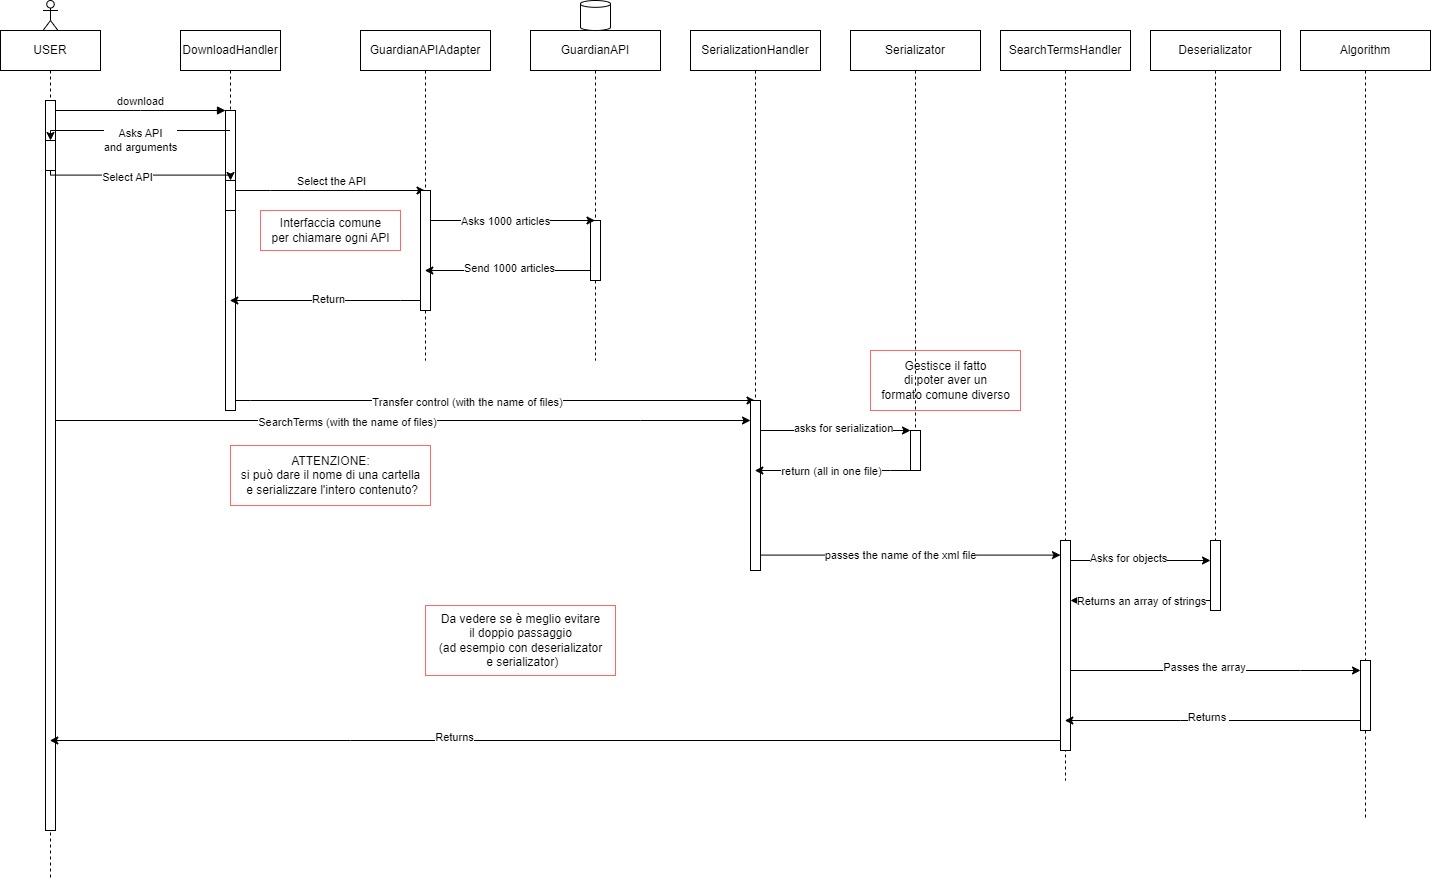 USER
DownloadHandler
GuardianAPIAdapter
GuardianAPI
SerializationHandler
Serializator
SearchTermsHandler
Deserializator
Algorithm
download
Asks API
and arguments
Select API
Select the API
Interfaccia comune
per chiamare ogni API
Asks 1000 articles
Send 1000 articles
Return
Gestisce il fatto
di poter aver un
formato comune diverso
Transfer control (with the name of files)
SearchTerms (with the name of files)
asks for serialization
ATTENZIONE:
si può dare il nome di una cartella
e serializzare l'intero contenuto?
return (all in one file)
passes the name of the xml file
Asks for objects
Returns an array of strings
Da vedere se è meglio evitare
il doppio passaggio
(ad esempio con deserializator
e serializator)
Passes the array
Returns
Returns